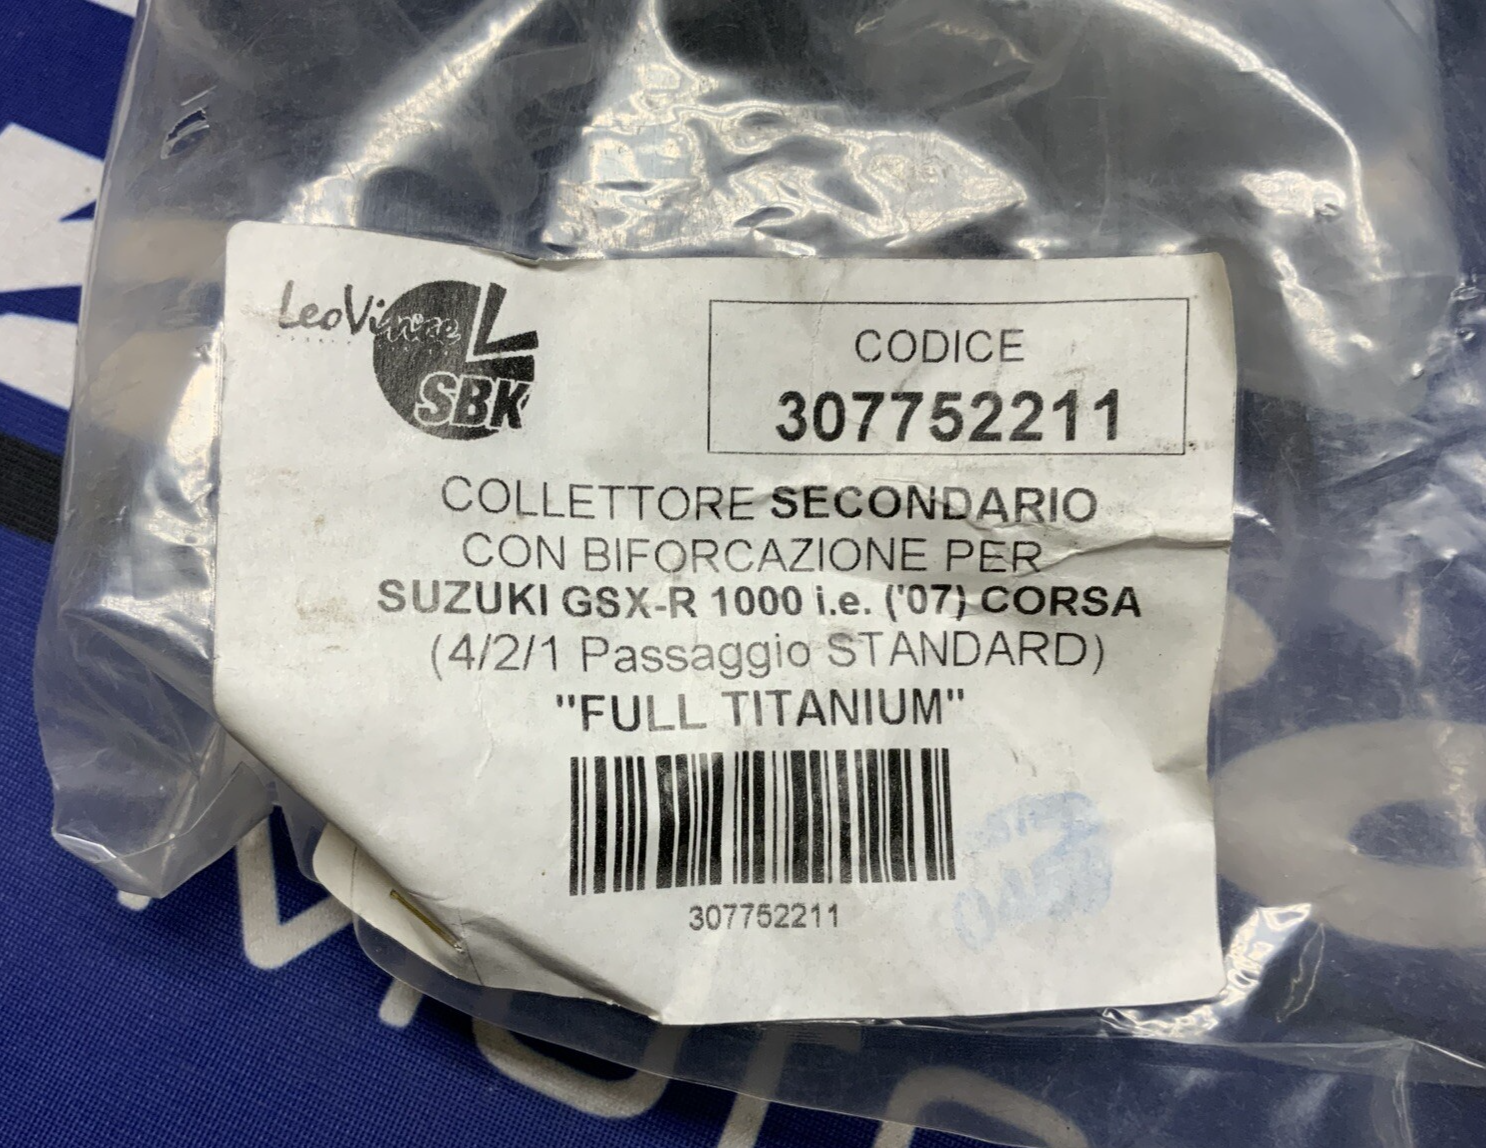 LeoVince
SBK
CODICE
307752211
COLLETTORE SECONDARIO
CON BIFORCAZIONE PER
SUZUKI GSX-R 1000 i.e. ('07) CORSA
(4/2/1 Passaggio STANDARD)
"FULL TITANIUM"
307752211